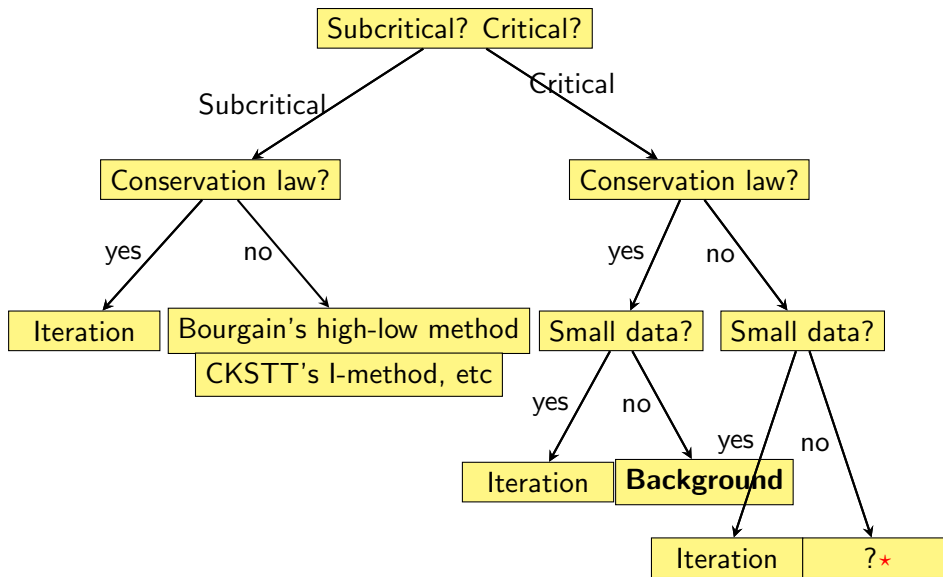 Subcritical? Critical?
Subcritical
Critical
Conservation law?
Conservation law?
yes
no
yes
no
Iteration
Bourgain's high-low method
CKSTT's I-method, etc
Small data?
Small data?
yes
no
yes
no
Iteration
Background
Iteration
?⋆